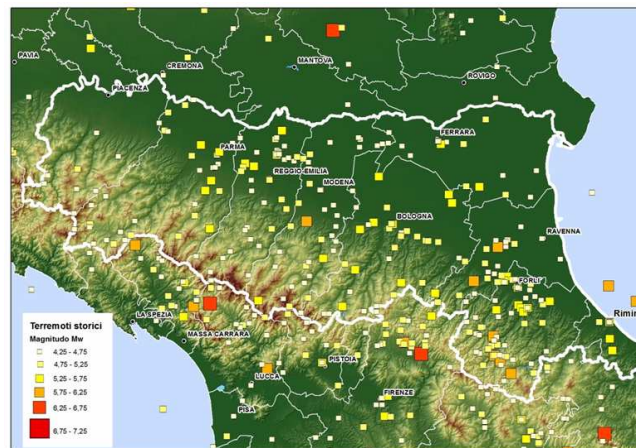 PAVIA
CREMONA
MANTOVA
ROVIGO
PIACENZA
FERRARA
PARMA
REGGIO-EMILIA
MODENA
BOLOGNA
RAVENNA
FORLI'
Rimin
LA SPEZIA
MASSA CARRARA
PISTOIA
LUCCA
FIRENZE
PISA
Terremoti storici
Magnitudo Mw
4,25 - 4,75
4,75 - 5,25
5,25 - 5,75
5,75 - 6,25
6,25 - 6,75
6,75 - 7,25